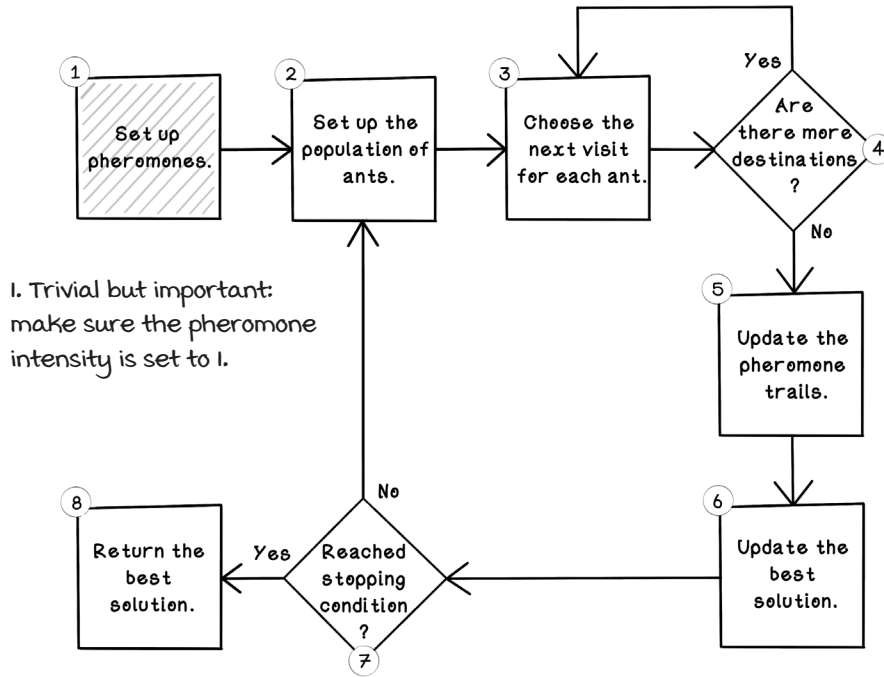 1
Set up
pheromones.
2
Set up the
population of
ants.
3
Choose the
next visit
for each ant.
Yes
Are
there more
destinations
?
4
No
1. Trivial but important:
make sure the pheromone
intensity is set to 1.
5
Update the
pheromone
trails.
6
Update the
best
solution.
No
7
Reached
stopping
condition
?
Yes
8
Return the
best
solution.